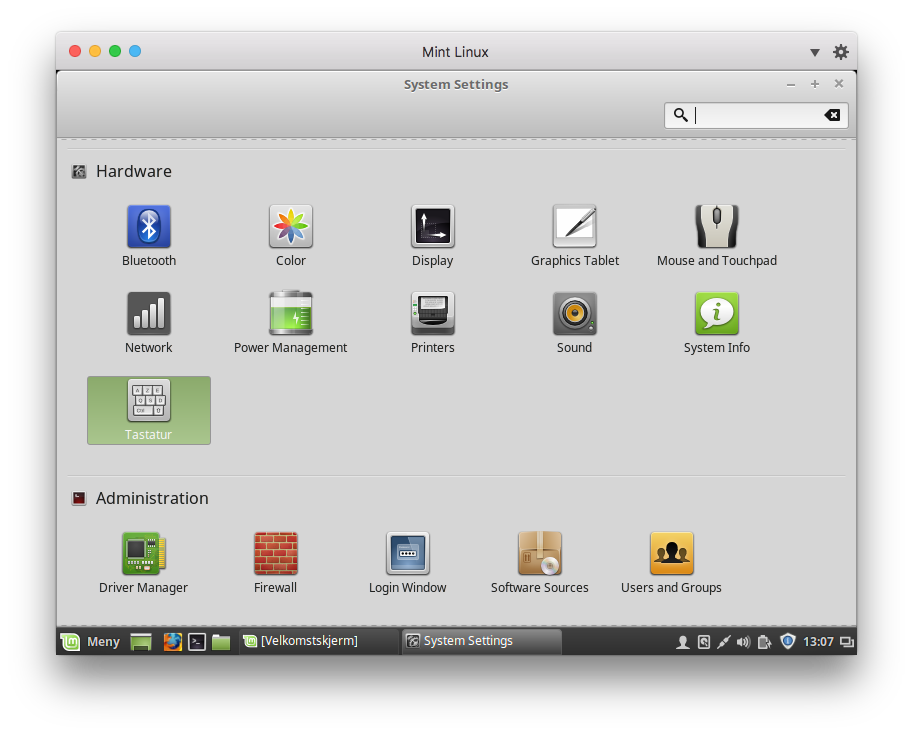 Mint Linux
System Settings
Hardware
Bluetooth
Color
Display
Graphics Tablet
Mouse and Touchpad
Network
Power Management
Printers
Sound
System Info
Tastatur
Administration
Driver Manager
Firewall
Login Window
Software Sources
Users and Groups
Meny
[Velkomstskjerm]
System Settings
13:07